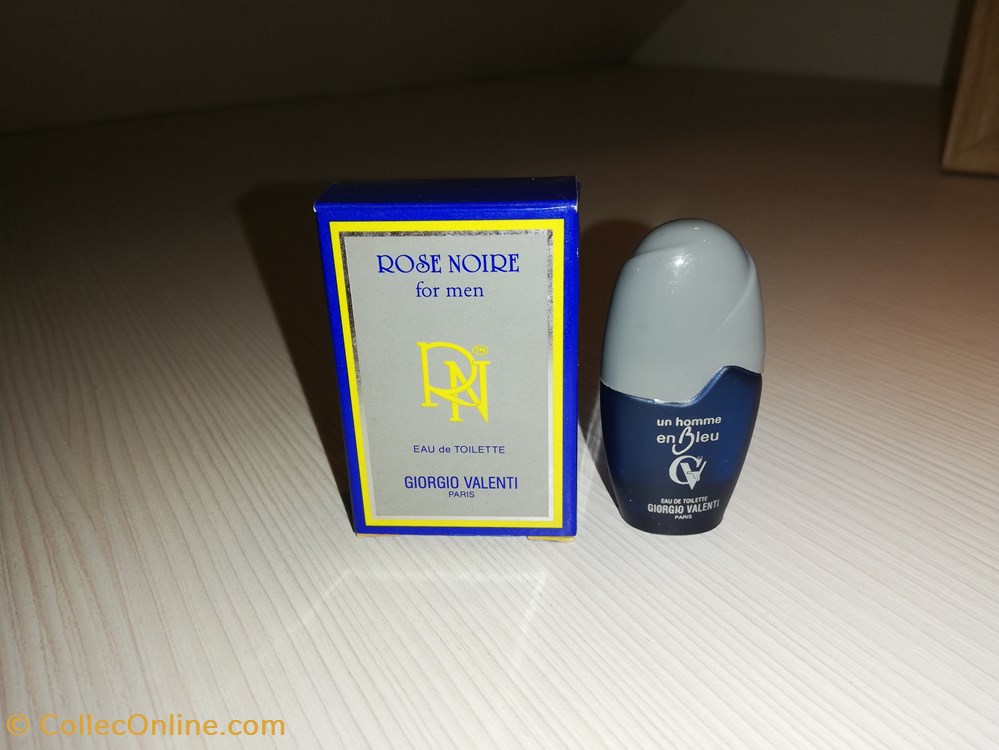 ROSE NOIRE
for men
RN
EAU de TOILETTE
GIORGIO VALENTI
PARIS
un homme
en Bleu
GV
EAU DE TOILETTE
GIORGIO VALENTI
PARIS
© CollecOnline.com